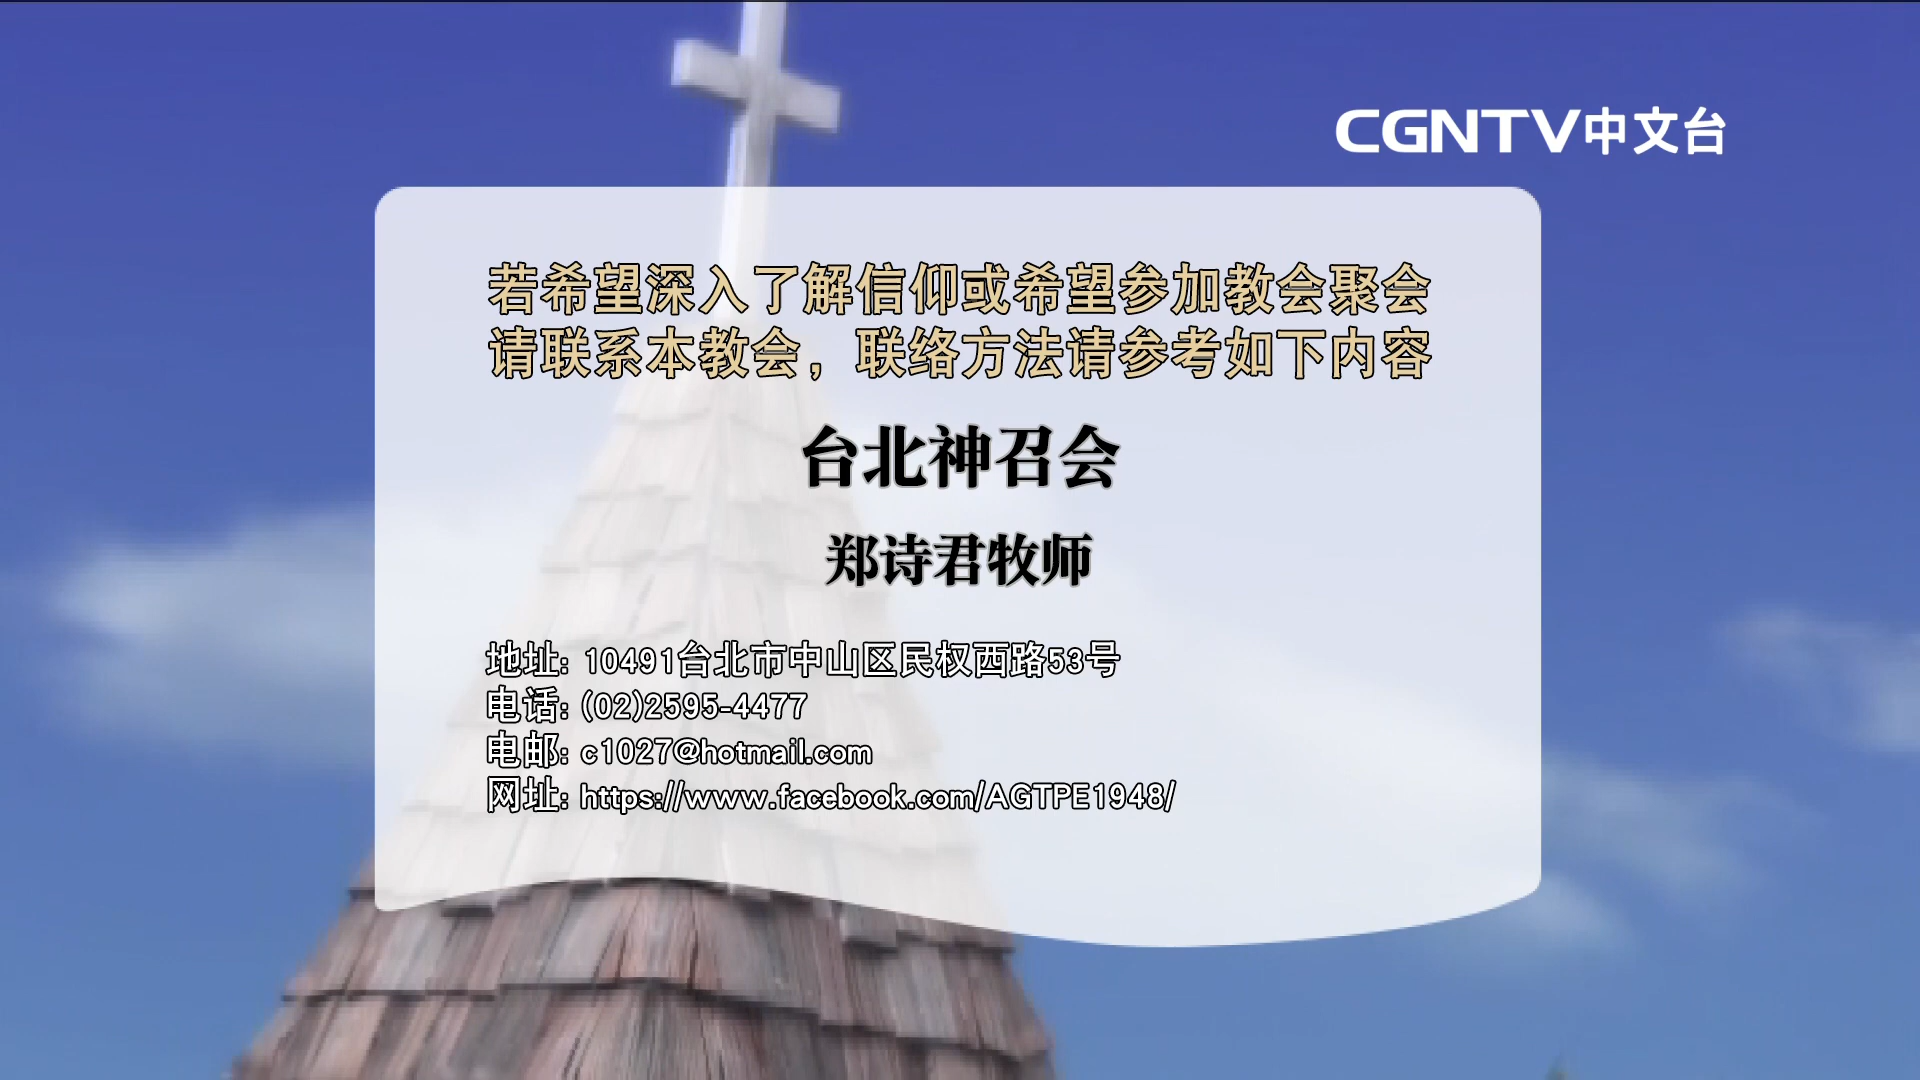 CGNTV中文台
若希望深入了解信仰或希望参加教会聚会
请联系本教会，联络方法请参考如下内容
台北神召会
郑诗君牧师
地址: 10491台北市中山区民权西路53号
电话: (02)2595-4477
电邮: c1027@hotmail.com
网址: https://www.facebook.com/AGTPE1948/